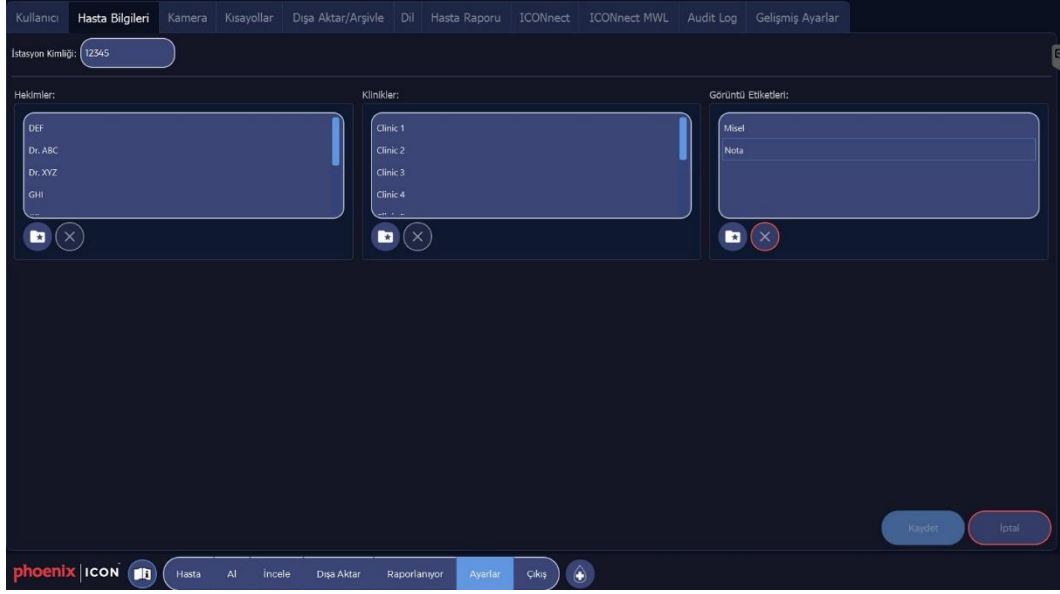 Kullanıcı Hasta Bilgileri Kamera Kısayollar Dışa Aktar/Arşivle Dil Hasta Raporu ICONnect ICONnect MWL Audit Log Gelişmiş Ayarlar
İstasyon Kimliği: 12345
Hekimler: Klinikler: Görüntü Etiketleri:
DEF Clinic 1 Misel
Dr. ABC Clinic 2 Nota
Dr. XYZ Clinic 3
GHI Clinic 4
Kaydet İptal
phoenix ICON Hasta Al İncele Dışa Aktar Raporlanıyor Ayarlar Çıkış